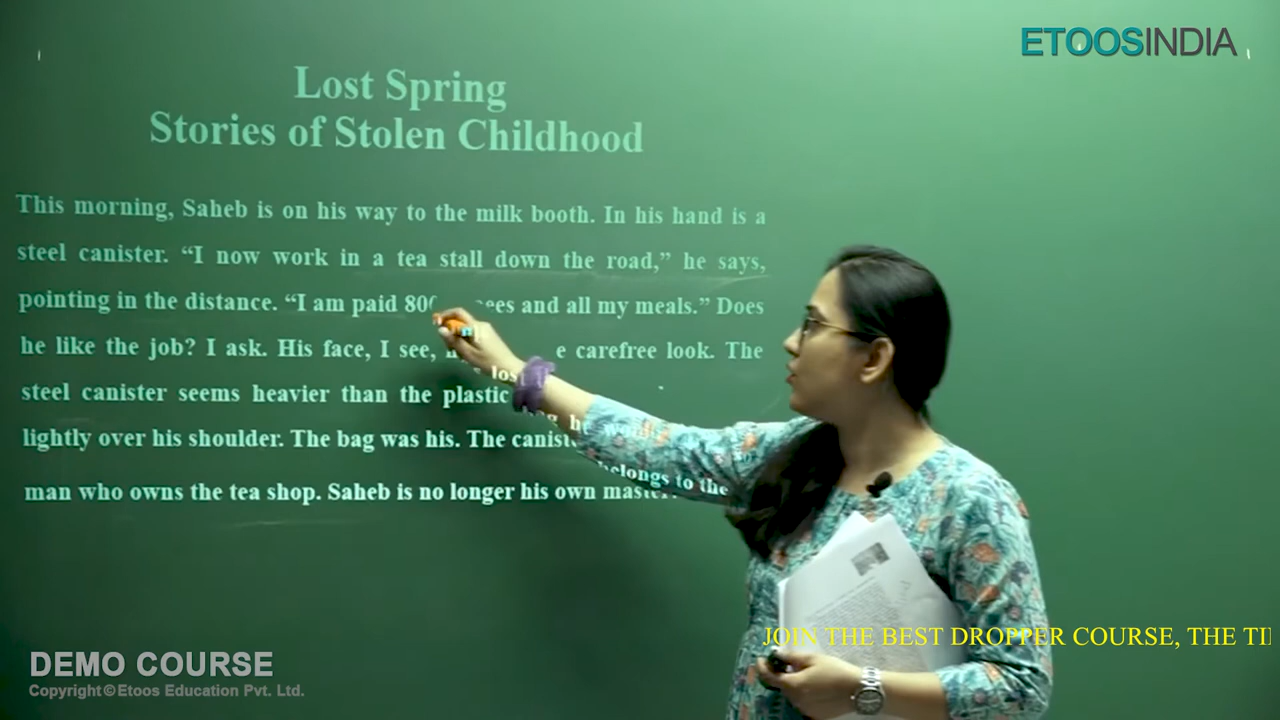 ETOOSINDIA
Lost Spring
Stories of Stolen Childhood
This morning, Saheb is on his way to the milk booth. In his hand is a
steel canister. “I now work in a tea stall down the road,” he says,
pointing in the distance. “I am paid 800 and all my meals.” Does
he like the job? I ask. His face, I see, lost e carefree look. The
steel canister seems heavier than the plastic bag he would
lightly over his shoulder. The bag was his. The caniste belongs to the
man who owns the tea shop. Saheb is no longer his own master
JOIN THE BEST DROPPER COURSE, THE TI
DEMO COURSE
Copyright © Etoos Education Pvt. Ltd.